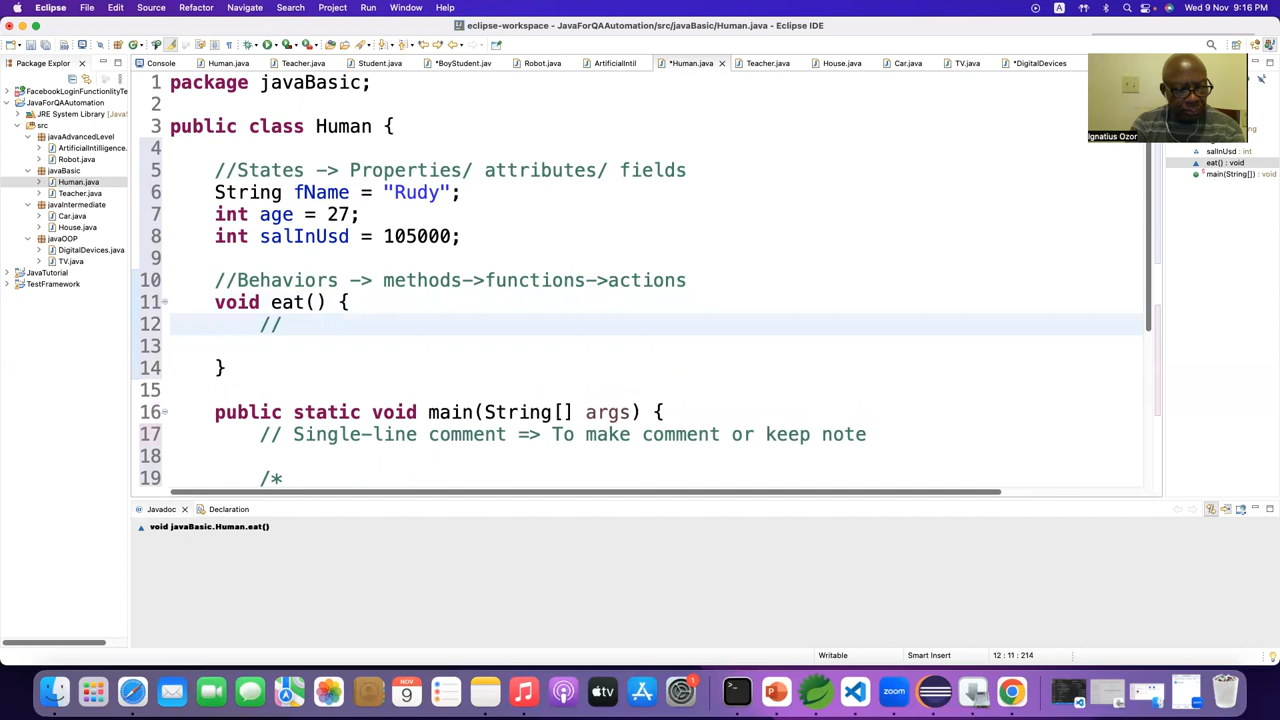 Eclipse File Edit Source Refactor Navigate Search Project Run Window Help Wed 9 Nov 9:16 PM
eclipse-workspace - JavaForQAAutomation/src/javaBasic/Human.java - Eclipse IDE
Package Explor Console Human.java Teacher.java Student.java *BoyStudent.jav Robot.java ArtificialIntil *Human.java Teacher.java House.java Car.java TV.java *DigitalDevices
FacebookLoginFunctionlityTe
JavaForQAAutomation
JRE System Library [Java
src
javaAdvancedLevel
ArtificialIntelligence.
Robot.java
javaBasic
Human.java
Teacher.java
javaIntermediate
Car.java
House.java
javaOOP
DigitalDevices.java
TV.java
JavaTutorial
TestFramework
1 package javaBasic;
2
3 public class Human {
4
5 //States -> Properties/ attributes/ fields
6 String fName = "Rudy";
7 int age = 27;
8 int salInUsd = 105000;
9
10 //Behaviors -> methods->functions->actions
11 void eat() {
12 //
13
14 }
15
16 public static void main(String[] args) {
17 // Single-line comment => To make comment or keep note
18
19 /*
Ignatius Ozor
salInUsd : int
eat() : void
main(String[]) : void
Javadoc Declaration
void javaBasic.Human.eat()
Writable Smart Insert 12 : 11 : 214
NOV
9
tv
1
zoom